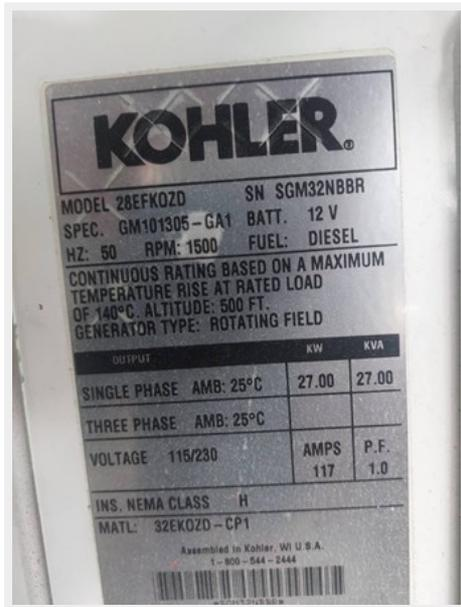 KOHLER®
MODEL 28EFKOZD SN SGM32NBBR
SPEC. GM101305-GA1 BATT. 12 V
HZ: 50 RPM: 1500 FUEL: DIESEL
CONTINUOUS RATING BASED ON A MAXIMUM
TEMPERATURE RISE AT RATED LOAD
OF 140°C. ALTITUDE: 500 FT.
GENERATOR TYPE: ROTATING FIELD
OUTPUT KW KVA
SINGLE PHASE AMB: 25°C 27.00 27.00
THREE PHASE AMB: 25°C
VOLTAGE 115/230 AMPS P.F.
117 1.0
INS. NEMA CLASS H
MATL: 32EKOZD-CP1
Assembled in Kohler, WI U.S.A.
1-800-544-2444
*SGM32NBBR*